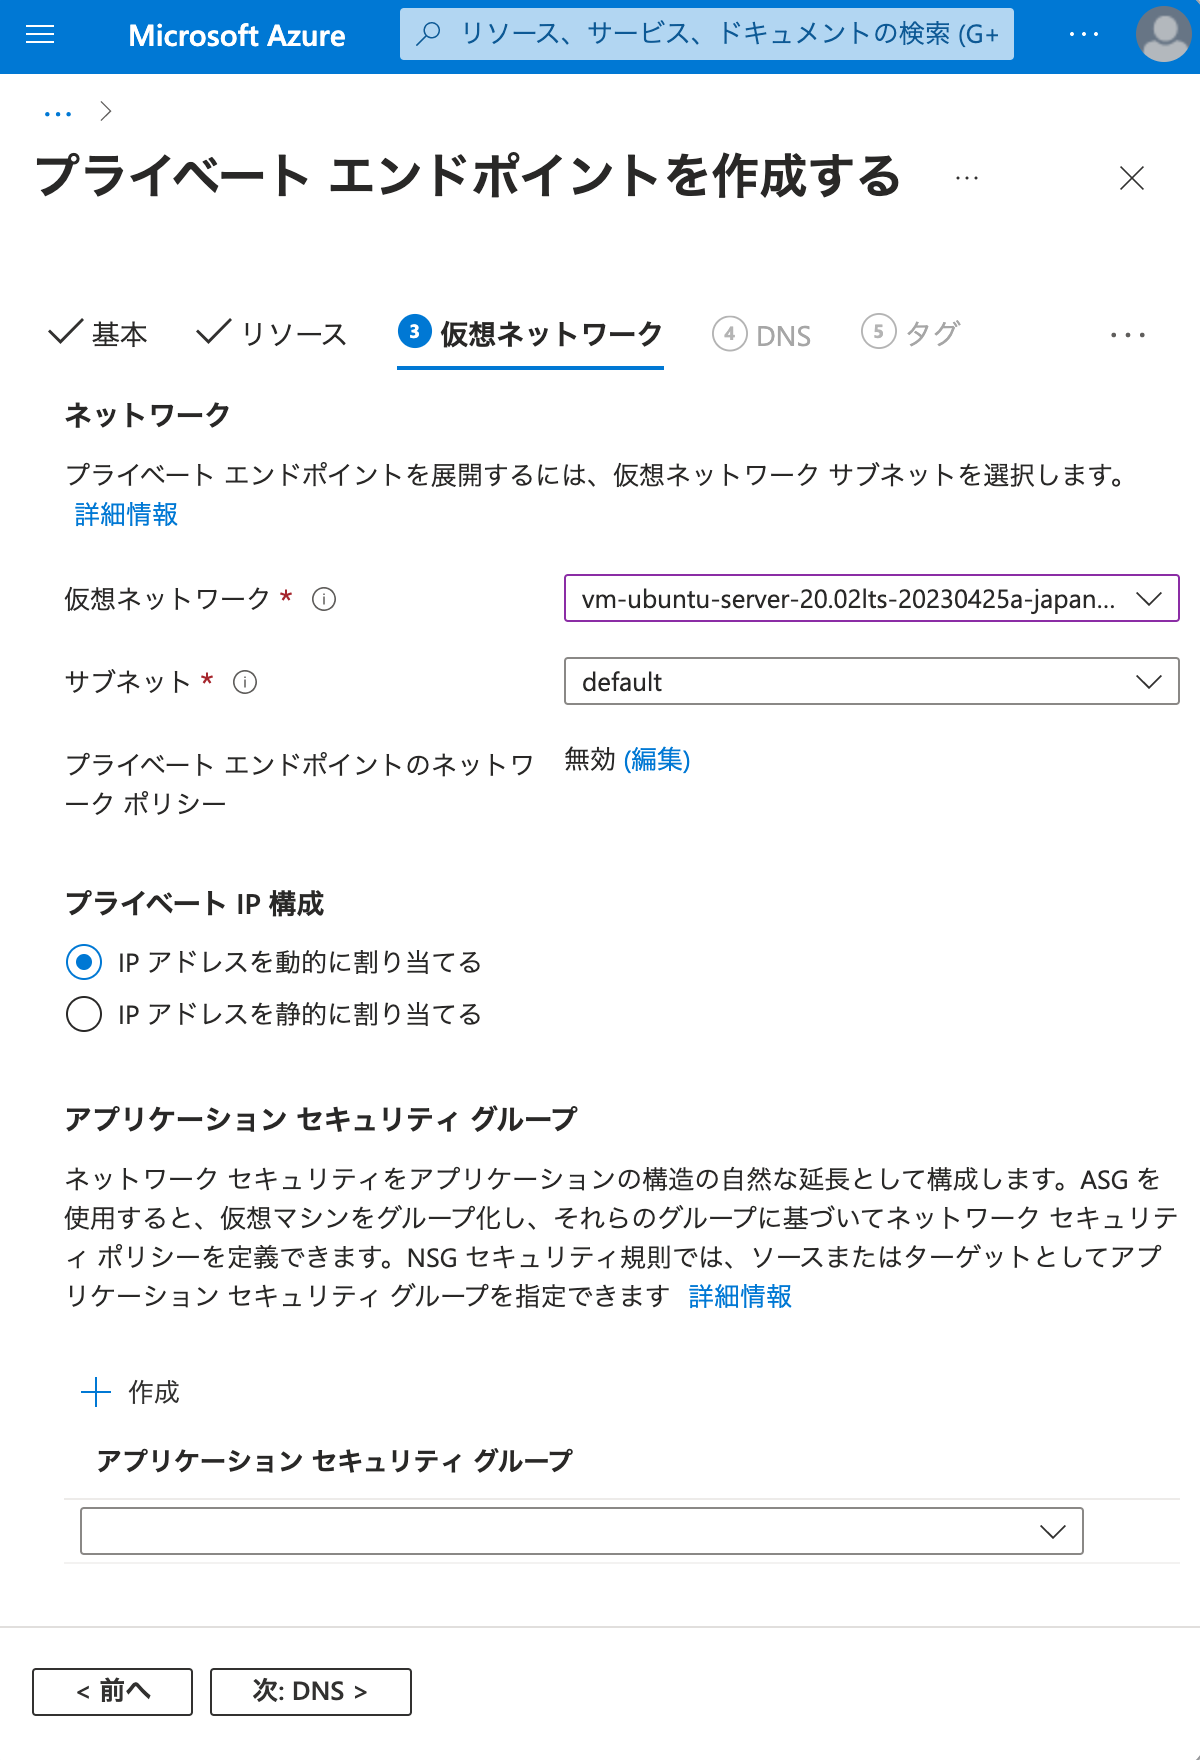 Microsoft Azure
リソース、サービス、ドキュメントの検索 (G+
...
... >
プライベート エンドポイントを作成する ...
基本 リソース 3 仮想ネットワーク 4 DNS 5 タグ ...
ネットワーク
プライベート エンドポイントを展開するには、仮想ネットワーク サブネットを選択します。
詳細情報
仮想ネットワーク * vm-ubuntu-server-20.02lts-20230425a-japan...
サブネット * default
プライベート エンドポイントのネットワ
ーク ポリシー
無効 (編集)
プライベート IP 構成
IP アドレスを動的に割り当てる
IP アドレスを静的に割り当てる
アプリケーション セキュリティ グループ
ネットワーク セキュリティをアプリケーションの構造の自然な延長として構成します。ASG を
使用すると、仮想マシンをグループ化し、それらのグループに基づいてネットワーク セキュリテ
ィ ポリシーを定義できます。NSG セキュリティ規則では、ソースまたはターゲットとしてアプ
リケーション セキュリティ グループを指定できます 詳細情報
作成
アプリケーション セキュリティ グループ
< 前へ
次: DNS >